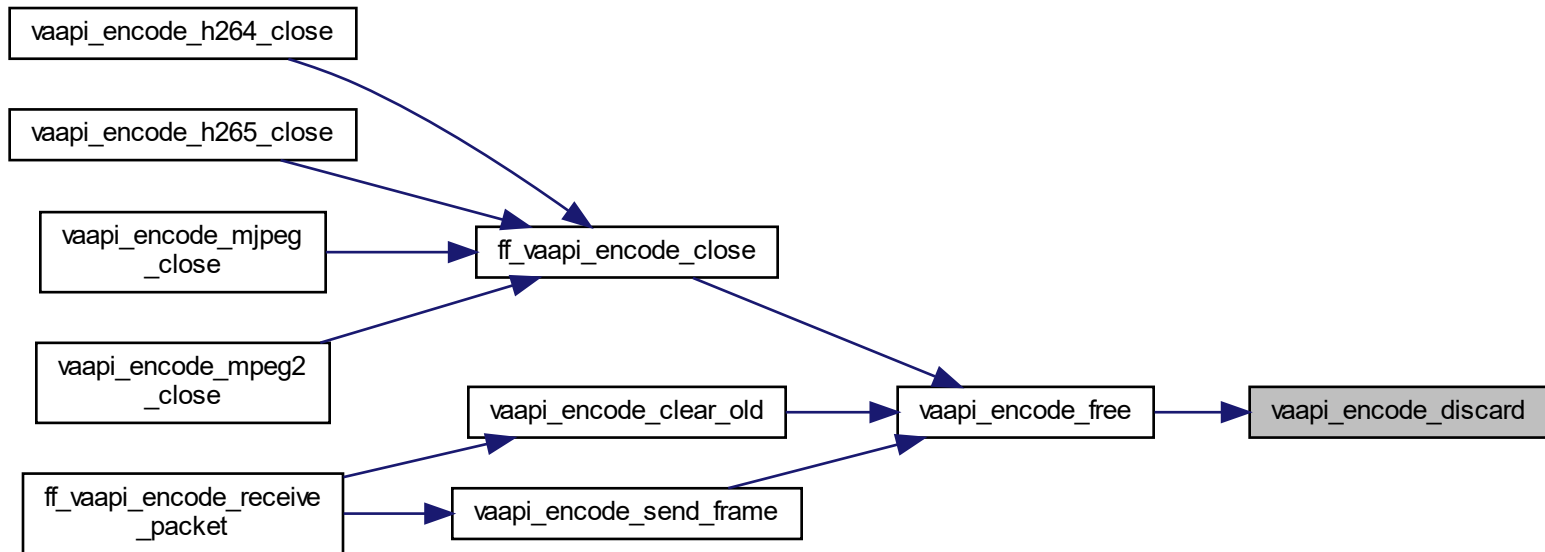 vaapi_encode_h264_close
vaapi_encode_h265_close
vaapi_encode_mjpeg
_close
ff_vaapi_encode_close
vaapi_encode_mpeg2
_close
vaapi_encode_clear_old
vaapi_encode_free
vaapi_encode_discard
ff_vaapi_encode_receive
_packet
vaapi_encode_send_frame